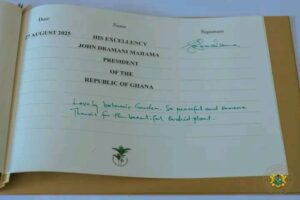 Date Name Signature
27 AUGUST 2025 HIS EXCELLENCY
JOHN DRAMANI MAHAMA
PRESIDENT
OF THE
REPUBLIC OF GHANA
Lovely botanic Garden. So peaceful and serene
Thanks for the beautiful orchid plant.